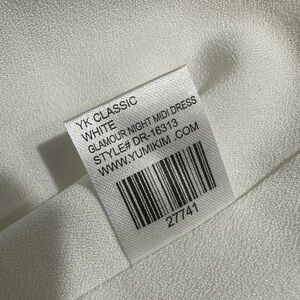 YK CLASSIC
WHITE
GLAMOUR NIGHT MIDI DRESS
STYLE# DR-16313
WWW.YUMIKIM .COM
27741